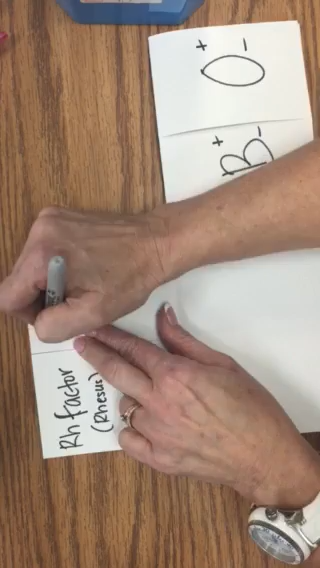 + O -
+ B -
Rh factor
(Rhesus)